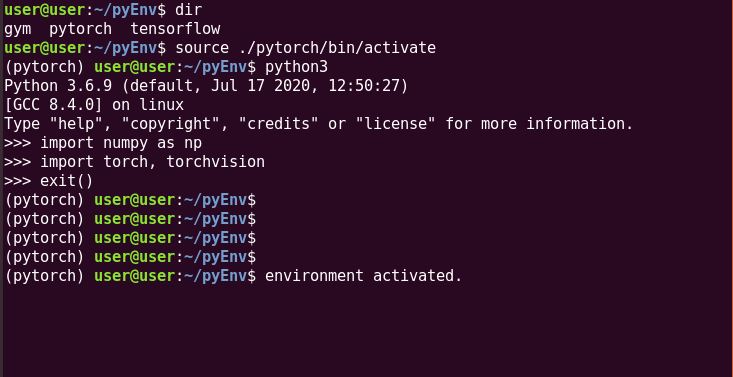 user@user:~/pyEnv$ dir
gym  pytorch  tensorflow
user@user:~/pyEnv$ source ./pytorch/bin/activate
(pytorch) user@user:~/pyEnv$ python3
Python 3.6.9 (default, Jul 17 2020, 12:50:27)
[GCC 8.4.0] on linux
Type "help", "copyright", "credits" or "license" for more information.
>>> import numpy as np
>>> import torch, torchvision
>>> exit()
(pytorch) user@user:~/pyEnv$
(pytorch) user@user:~/pyEnv$
(pytorch) user@user:~/pyEnv$
(pytorch) user@user:~/pyEnv$
(pytorch) user@user:~/pyEnv$ environment activated.